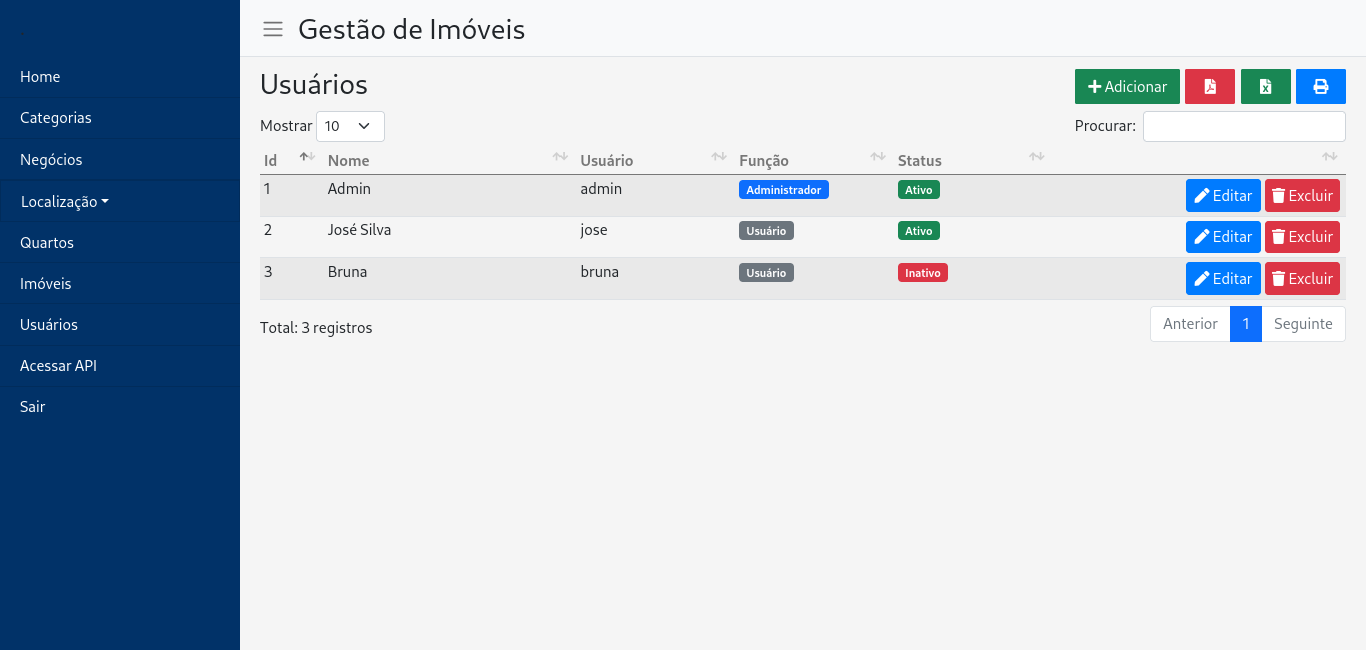 Gestão de Imóveis
Home
Categorias
Negócios
Localização
Quartos
Imóveis
Usuários
Acessar API
Sair
Usuários
Adicionar
Mostrar 10
Procurar:
Id Nome Usuário Função Status
1 Admin admin Administrador Ativo Editar Excluir
2 José Silva jose Usuário Ativo Editar Excluir
3 Bruna bruna Usuário Inativo Editar Excluir
Total: 3 registros
Anterior 1 Seguinte